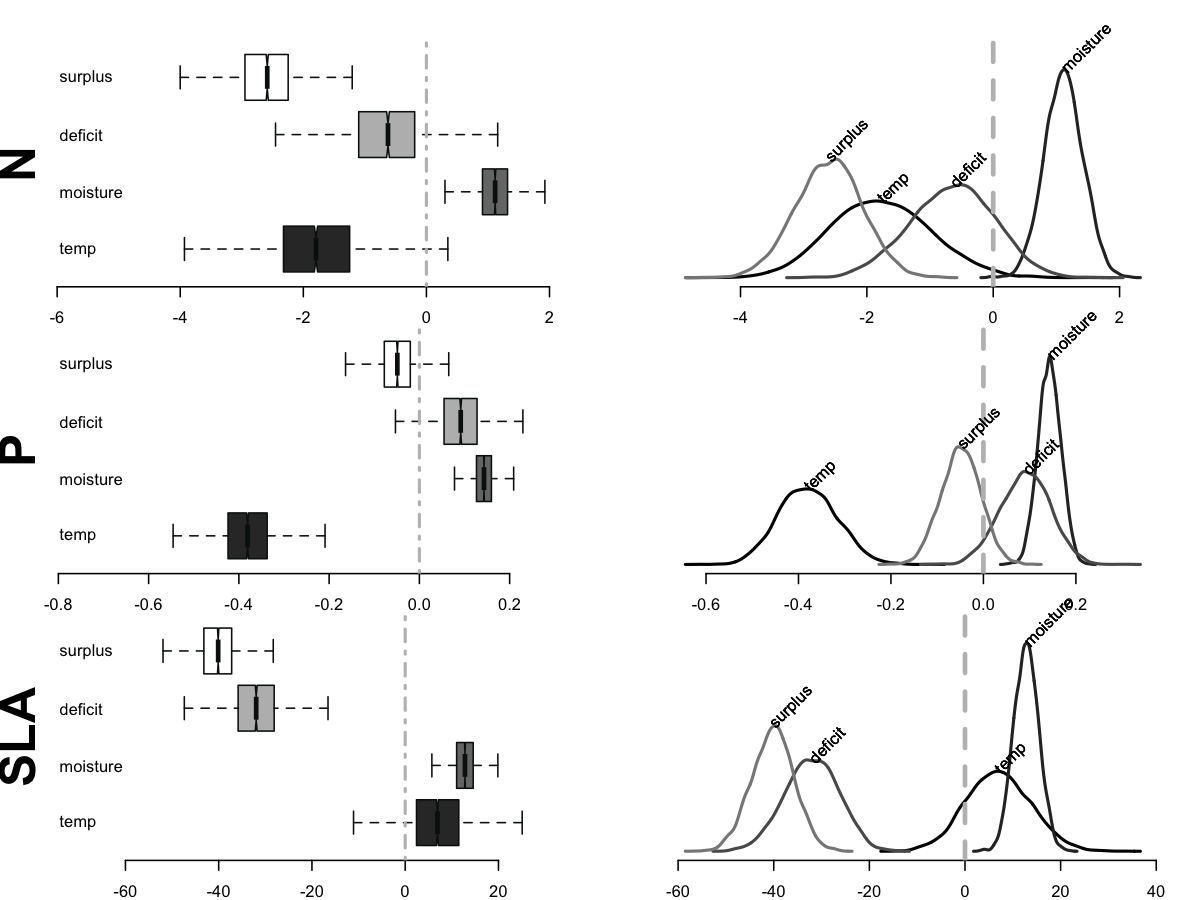 N
surplus
deficit
moisture
temp
-6 -4 -2 0 2
surplus
temp
deficit
moisture
-4 -2 0 2
P
surplus
deficit
moisture
temp
-0.8 -0.6 -0.4 -0.2 0.0 0.2
temp
surplus
deficit
moisture
-0.6 -0.4 -0.2 0.0 0.2
SLA
surplus
deficit
moisture
temp
-60 -40 -20 0 20
surplus
deficit
temp
moisture
-60 -40 -20 0 20 40